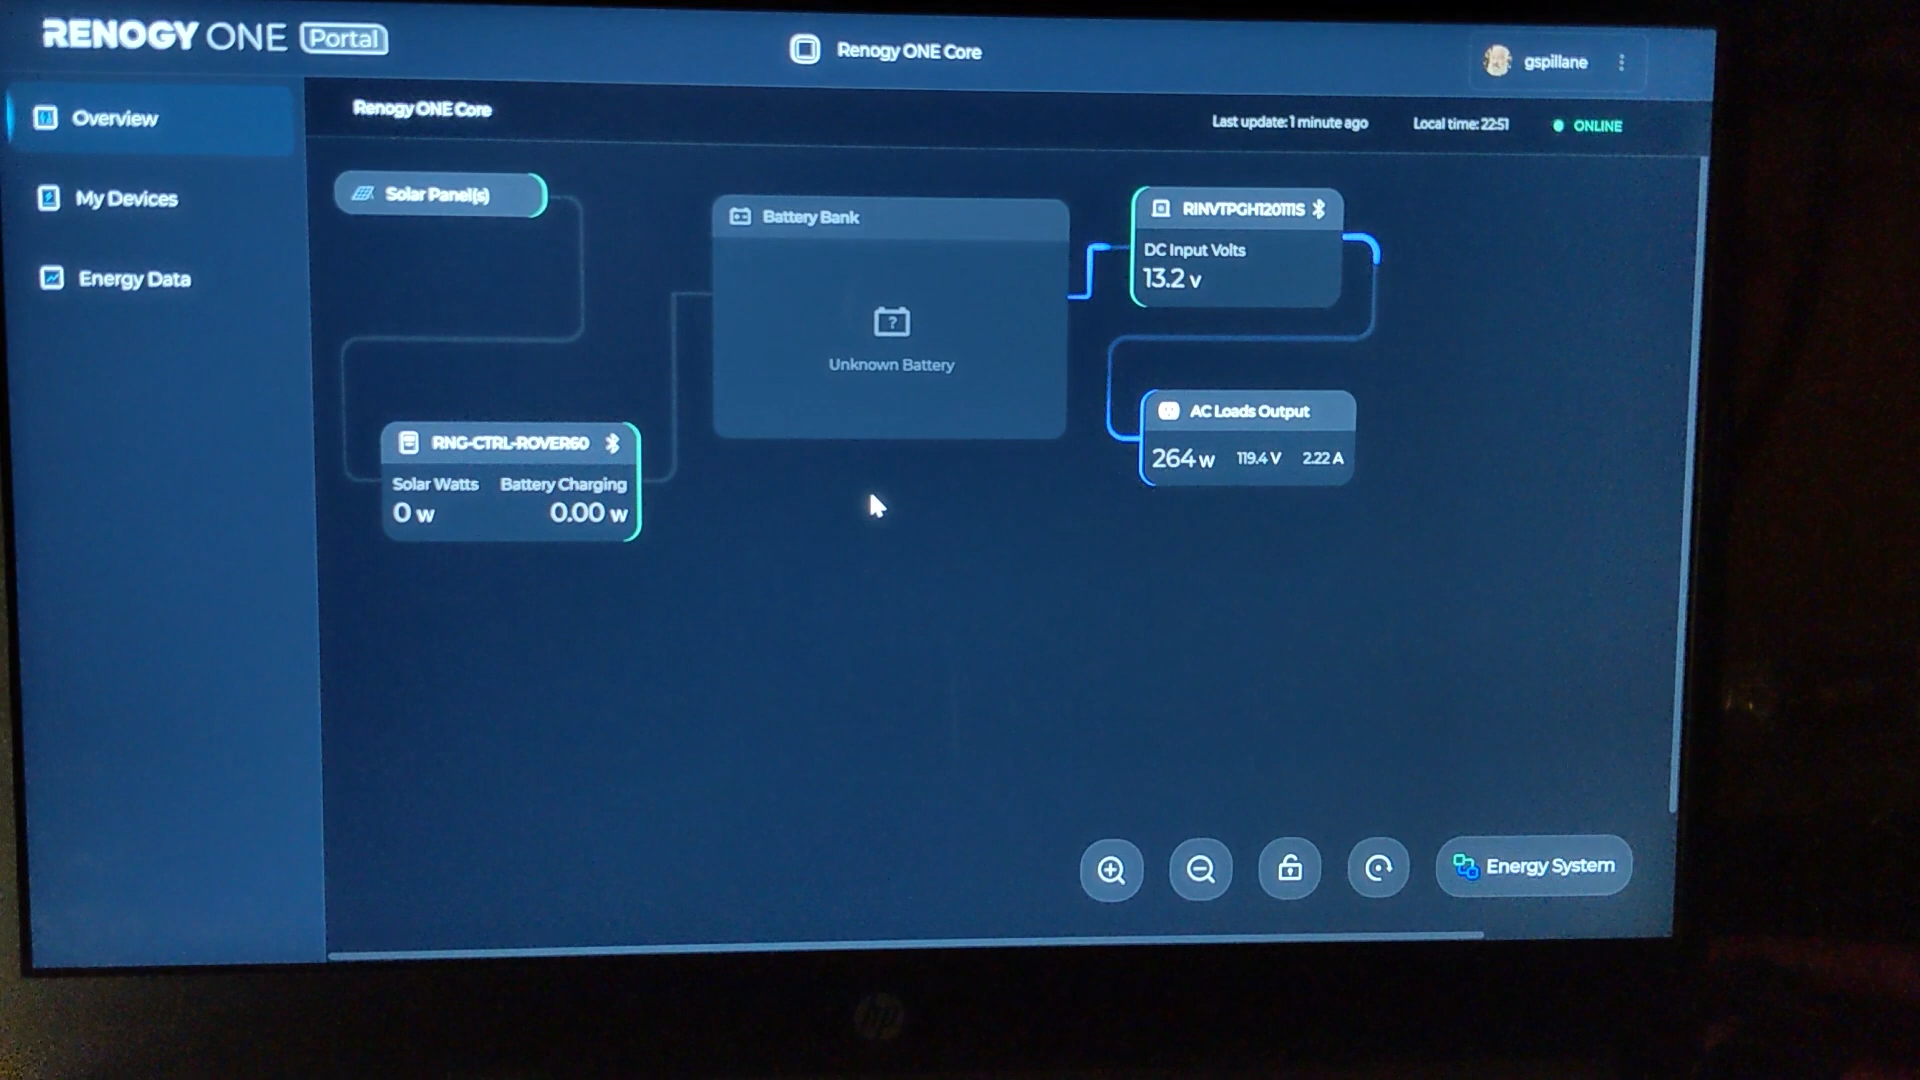 RENOGY ONE Portal
Renogy ONE Core
gspillane
Overview
My Devices
Energy Data
Renogy ONE Core
Last update: 1 minute ago
Local time: 22:51
ONLINE
Solar Panel(s)
Battery Bank
?
Unknown Battery
RINVTPGH120111S
DC Input Volts
13.2 V
AC Loads Output
264 W 119.4 V 2.22 A
RNG-CTRL-ROVER60
Solar Watts Battery Charging
0 W 0.00 W
Energy System
hp